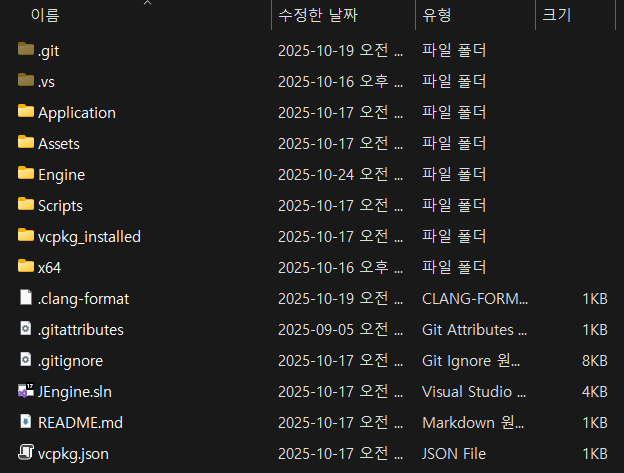 이름 수정한 날짜 유형 크기
.git 2025-10-19 오전 ... 파일 폴더
.vs 2025-10-16 오후 ... 파일 폴더
Application 2025-10-17 오전 ... 파일 폴더
Assets 2025-10-17 오전 ... 파일 폴더
Engine 2025-10-24 오전 ... 파일 폴더
Scripts 2025-10-17 오전 ... 파일 폴더
vcpkg_installed 2025-10-17 오전 ... 파일 폴더
x64 2025-10-16 오후 ... 파일 폴더
.clang-format 2025-10-19 오전 ... CLANG-FORM... 1KB
.gitattributes 2025-09-05 오전 ... Git Attributes ... 1KB
.gitignore 2025-10-17 오전 ... Git Ignore 원... 8KB
JEngine.sln 2025-10-17 오전 ... Visual Studio ... 4KB
README.md 2025-10-17 오전 ... Markdown 원... 1KB
vcpkg.json 2025-10-17 오전 ... JSON File 1KB